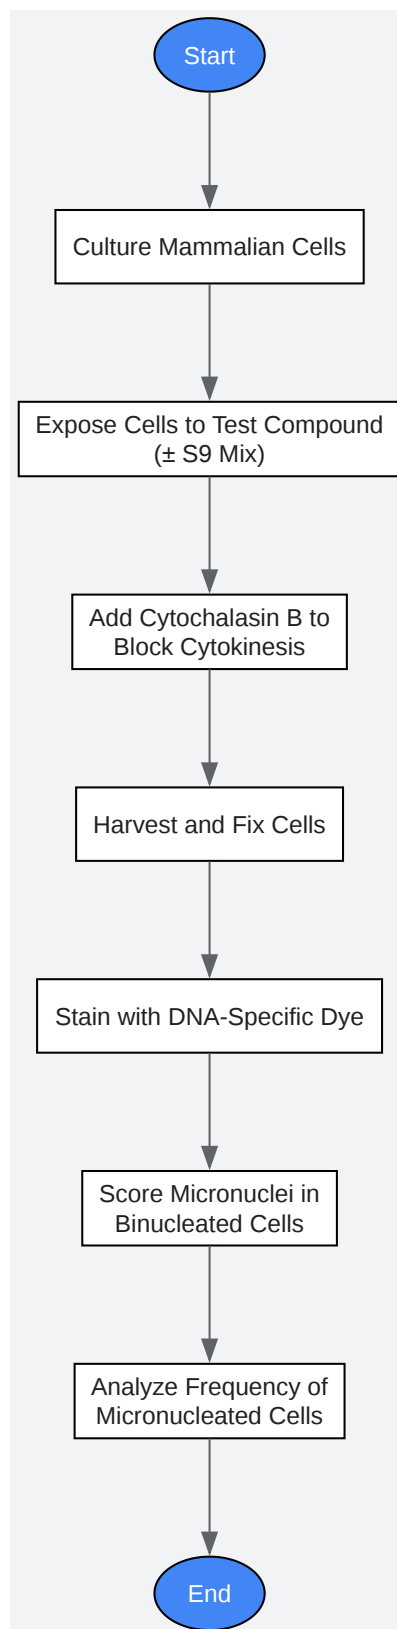 Start
Culture Mammalian Cells
Expose Cells to Test Compound
(± S9 Mix)
Add Cytochalasin B to
Block Cytokinesis
Harvest and Fix Cells
Stain with DNA-Specific Dye
Score Micronuclei in
Binucleated Cells
Analyze Frequency of
Micronucleated Cells
End